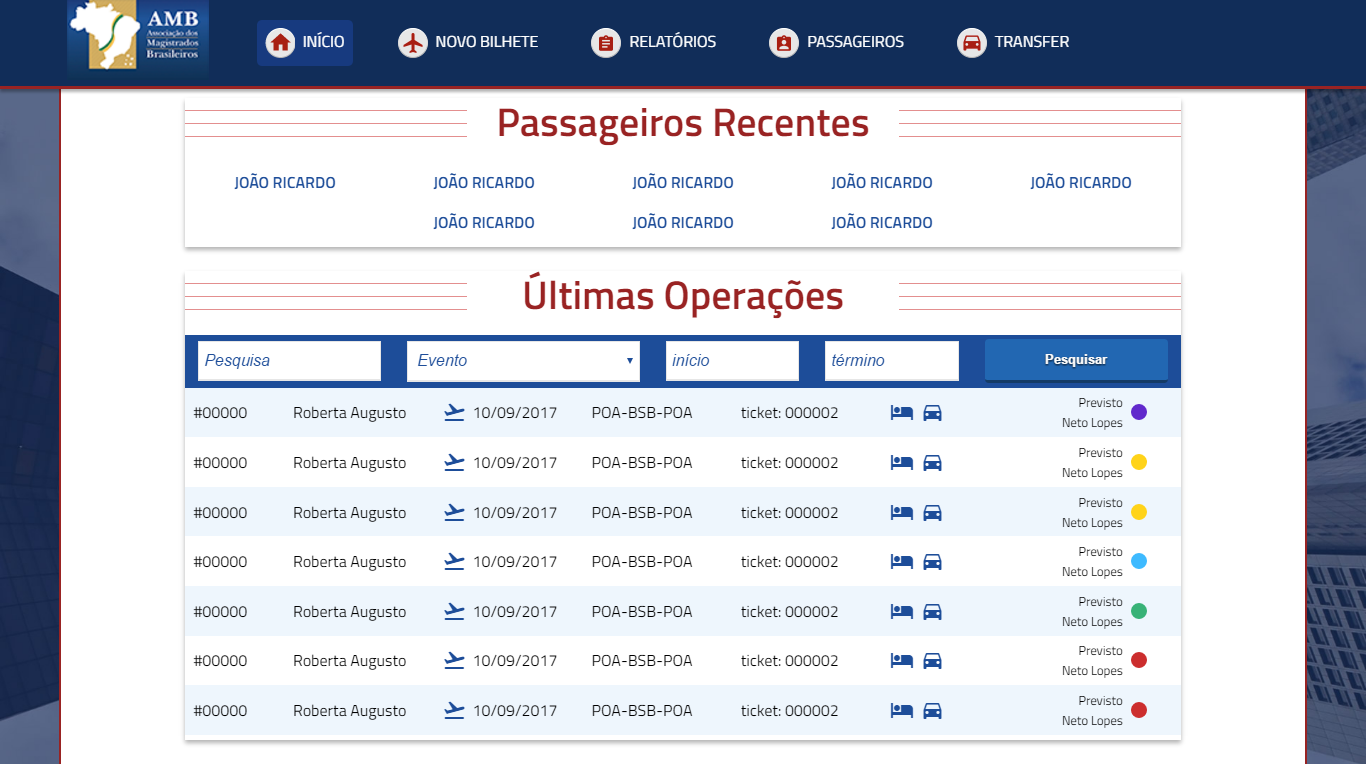 AMB
Associação dos
Magistrados
Brasileiros
INÍCIO NOVO BILHETE RELATÓRIOS PASSAGEIROS TRANSFER
Passageiros Recentes
JOÃO RICARDO JOÃO RICARDO JOÃO RICARDO JOÃO RICARDO JOÃO RICARDO
JOÃO RICARDO JOÃO RICARDO JOÃO RICARDO
Últimas Operações
Pesquisa Evento início término Pesquisar
#00000 Roberta Augusto 10/09/2017 POA-BSB-POA ticket: 000002 Previsto
Neto Lopes
#00000 Roberta Augusto 10/09/2017 POA-BSB-POA ticket: 000002 Previsto
Neto Lopes
#00000 Roberta Augusto 10/09/2017 POA-BSB-POA ticket: 000002 Previsto
Neto Lopes
#00000 Roberta Augusto 10/09/2017 POA-BSB-POA ticket: 000002 Previsto
Neto Lopes
#00000 Roberta Augusto 10/09/2017 POA-BSB-POA ticket: 000002 Previsto
Neto Lopes
#00000 Roberta Augusto 10/09/2017 POA-BSB-POA ticket: 000002 Previsto
Neto Lopes
#00000 Roberta Augusto 10/09/2017 POA-BSB-POA ticket: 000002 Previsto
Neto Lopes